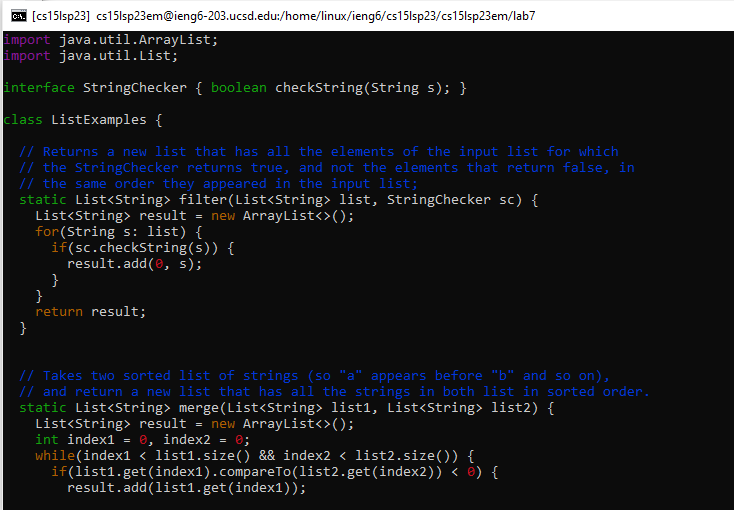 [cs15lsp23] cs15lsp23em@ieng6-203.ucsd.edu:/home/linux/ieng6/cs15lsp23/cs15lsp23em/lab7
import java.util.ArrayList;
import java.util.List;
interface StringChecker { boolean checkString(String s); }
class ListExamples {
// Returns a new list that has all the elements of the input list for which
// the StringChecker returns true, and not the elements that return false, in
// the same order they appeared in the input list;
static List<String> filter(List<String> list, StringChecker sc) {
List<String> result = new ArrayList<>();
for(String s: list) {
if(sc.checkString(s)) {
result.add(0, s);
}
}
return result;
}
// Takes two sorted list of strings (so "a" appears before "b" and so on),
// and return a new list that has all the strings in both list in sorted order.
static List<String> merge(List<String> list1, List<String> list2) {
List<String> result = new ArrayList<>();
int index1 = 0, index2 = 0;
while(index1 < list1.size() && index2 < list2.size()) {
if(list1.get(index1).compareTo(list2.get(index2)) < 0) {
result.add(list1.get(index1));